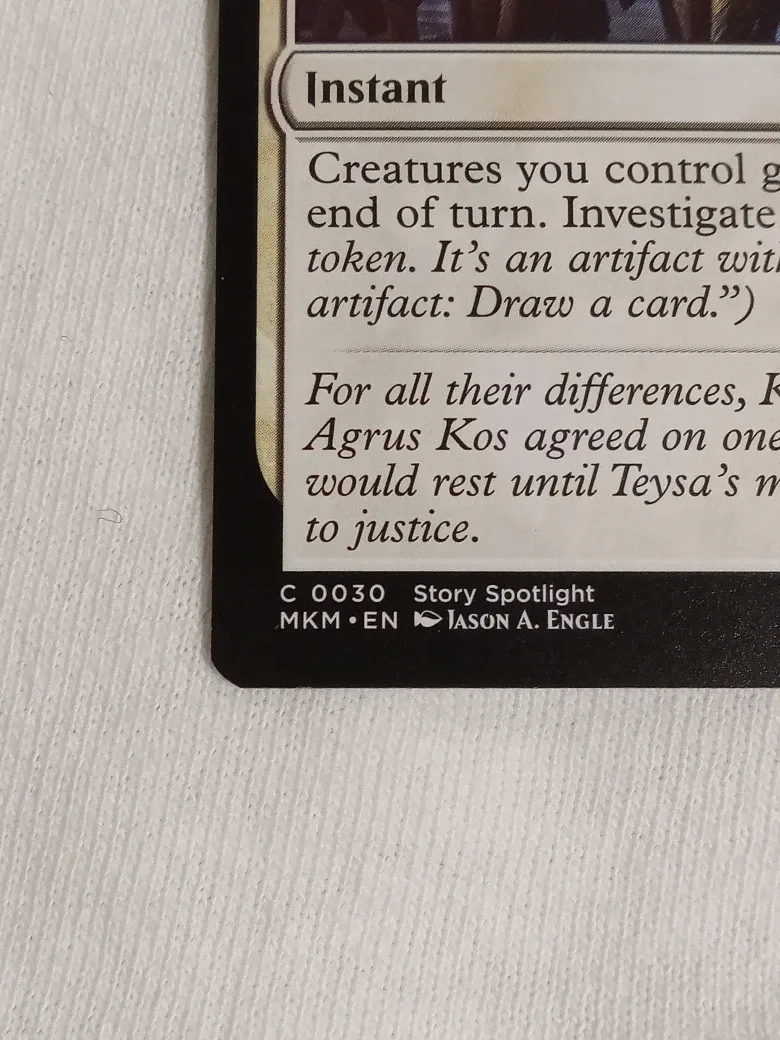 Instant
Creatures you control g
end of turn. Investigate
token. It's an artifact with
artifact: Draw a card.")
For all their differences, K
Agrus Kos agreed on one
would rest until Teysa's m
to justice.
C 0030 Story Spotlight
MKM • EN JASON A. ENGLE